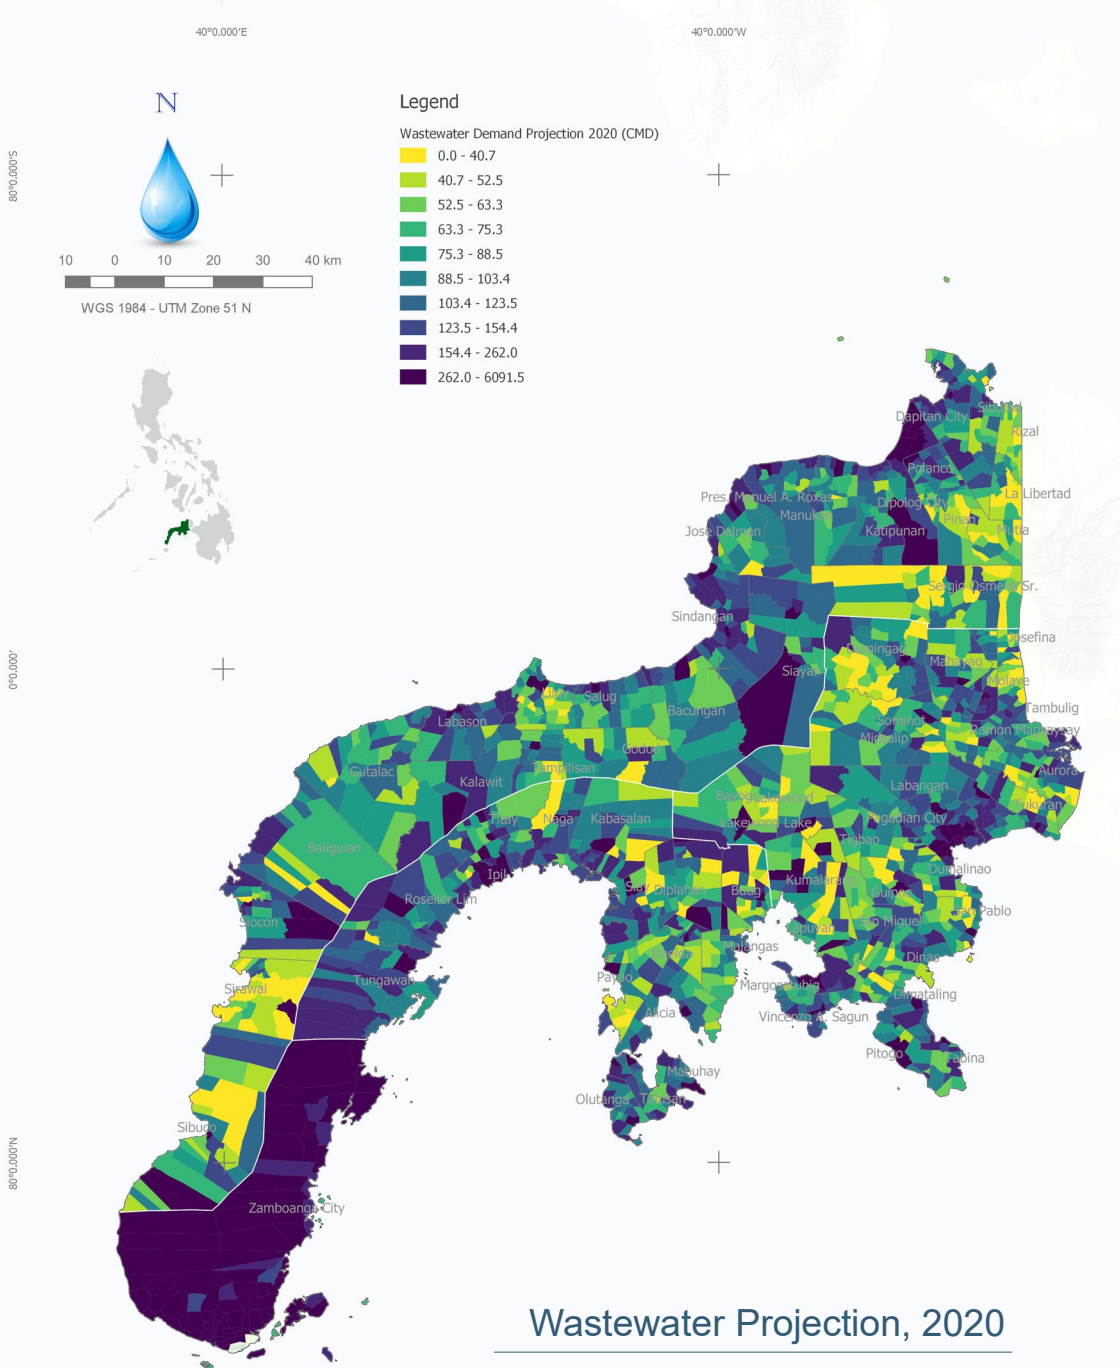 40°0.000'E
40°0.000'W
N
Legend
Wastewater Demand Projection 2020 (CMD)
0.0 - 40.7
40.7 - 52.5
52.5 - 63.3
63.3 - 75.3
75.3 - 88.5
88.5 - 103.4
103.4 - 123.5
123.5 - 154.4
154.4 - 262.0
262.0 - 6091.5
80°0.000'S
10 0 10 20 30 40 km
WGS 1984 - UTM Zone 51 N
Dapitan City
Rizal
Polanco
La Libertad
Pres. Manuel A. Roxas
Dipolog City
Manukan
Piñan
Mutia
Jose Dalman
Katipunan
Sergio Osmeña Sr.
Sindangan
Josefina
Dumingag
Mahayag
0°0.000'
Siayan
Molave
Salug
Bacungan
Tambulig
Labason
Sominot
Ramon Magsaysay
Midsalip
Godod
Gutalac
Kalawit
Tampilisan
Aurora
Labangan
Bayog
Tukuran
Titay
Naga
Kabasalan
Lakewood Lake
Pagadian City
Tigbao
Baliguian
Ipil
Dumalinao
Siay
Diplahan
Buug
Kumalarang
Guipos
Roseller Lim
San Pablo
Siocon
San Miguel
Lapuyan
Malangas
Dinas
Payao
Tungawan
Sirawai
Margosatubig
Dimataling
Alicia
Vincenzo A. Sagun
Pitogo
Tabina
Mabuhay
Olutanga
Talusan
Sibuco
80°0.000'N
Zamboanga City
Wastewater Projection, 2020